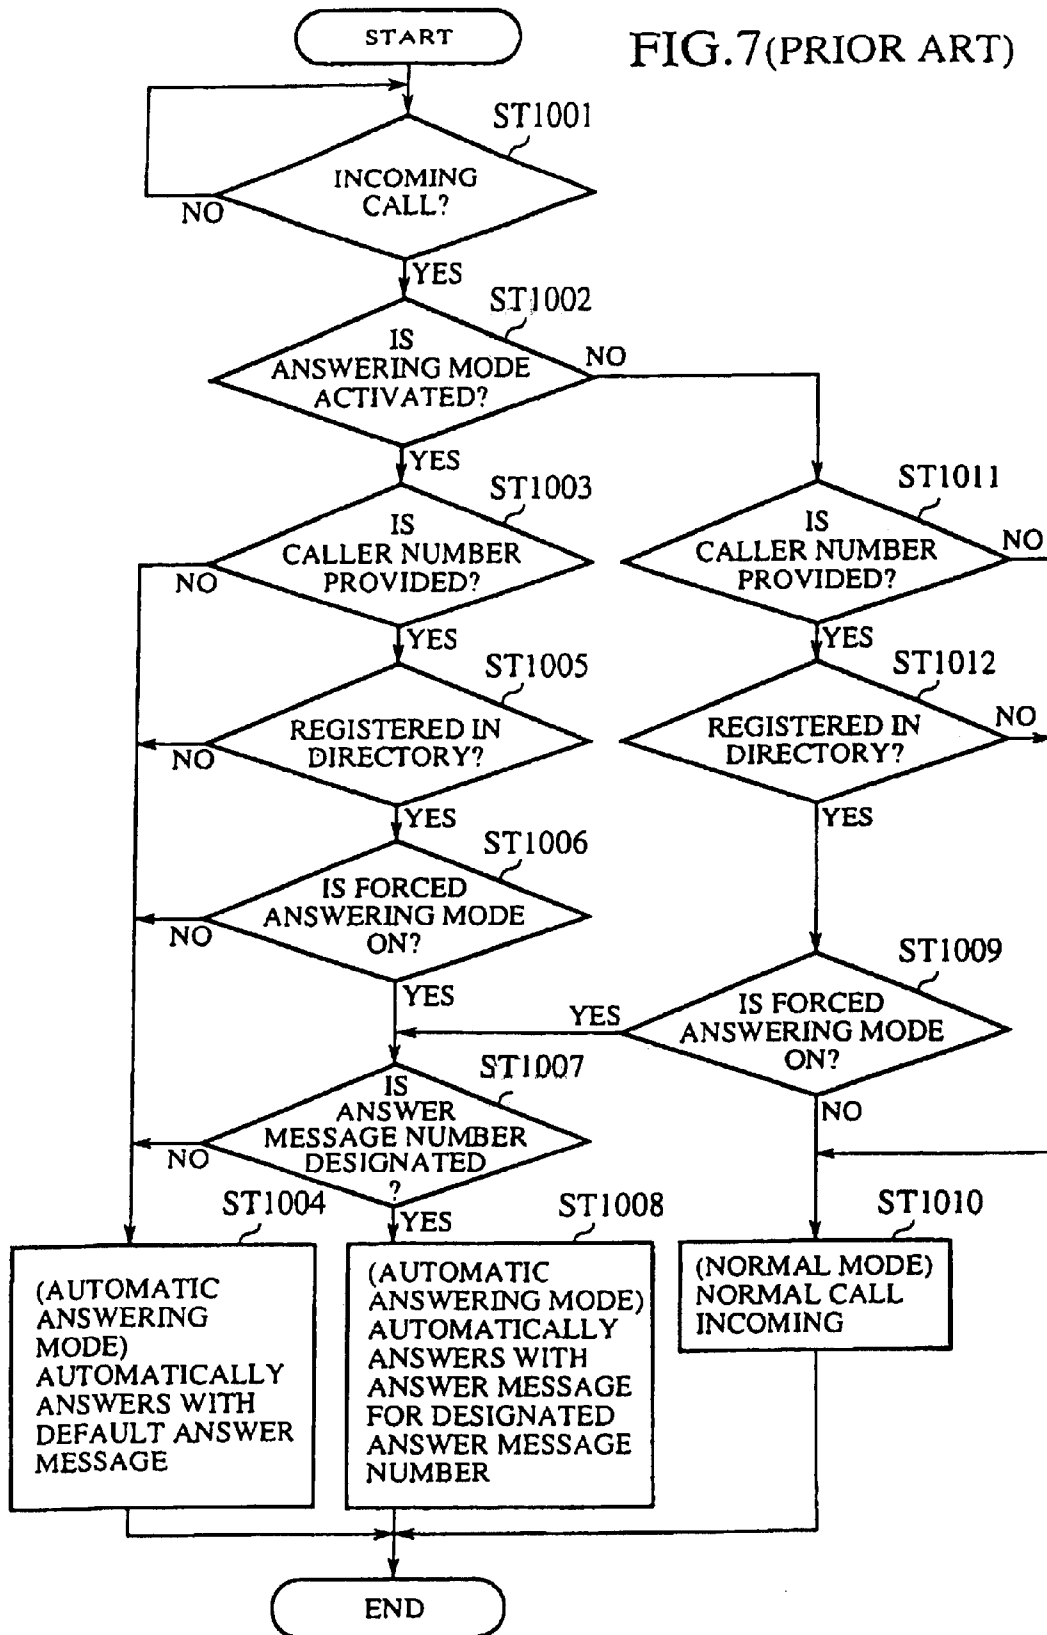 START
FIG.7(PRIOR ART)
ST1001
INCOMING
CALL?
NO
YES
ST1002
IS
ANSWERING MODE
ACTIVATED?
NO
YES
ST1003
IS
CALLER NUMBER
PROVIDED?
NO
YES
ST1011
IS
CALLER NUMBER
PROVIDED?
NO
YES
ST1005
REGISTERED IN
DIRECTORY?
NO
YES
ST1012
REGISTERED IN
DIRECTORY?
NO
YES
ST1006
IS FORCED
ANSWERING MODE
ON?
NO
YES
ST1009
IS FORCED
ANSWERING MODE
ON?
YES
NO
ST1007
IS
ANSWER
MESSAGE NUMBER
DESIGNATED
?
NO
YES
ST1004
(AUTOMATIC
ANSWERING
MODE)
AUTOMATICALLY
ANSWERS WITH
DEFAULT ANSWER
MESSAGE
ST1008
(AUTOMATIC
ANSWERING MODE)
AUTOMATICALLY
ANSWERS WITH
ANSWER MESSAGE
FOR DESIGNATED
ANSWER MESSAGE
NUMBER
ST1010
(NORMAL MODE)
NORMAL CALL
INCOMING
END